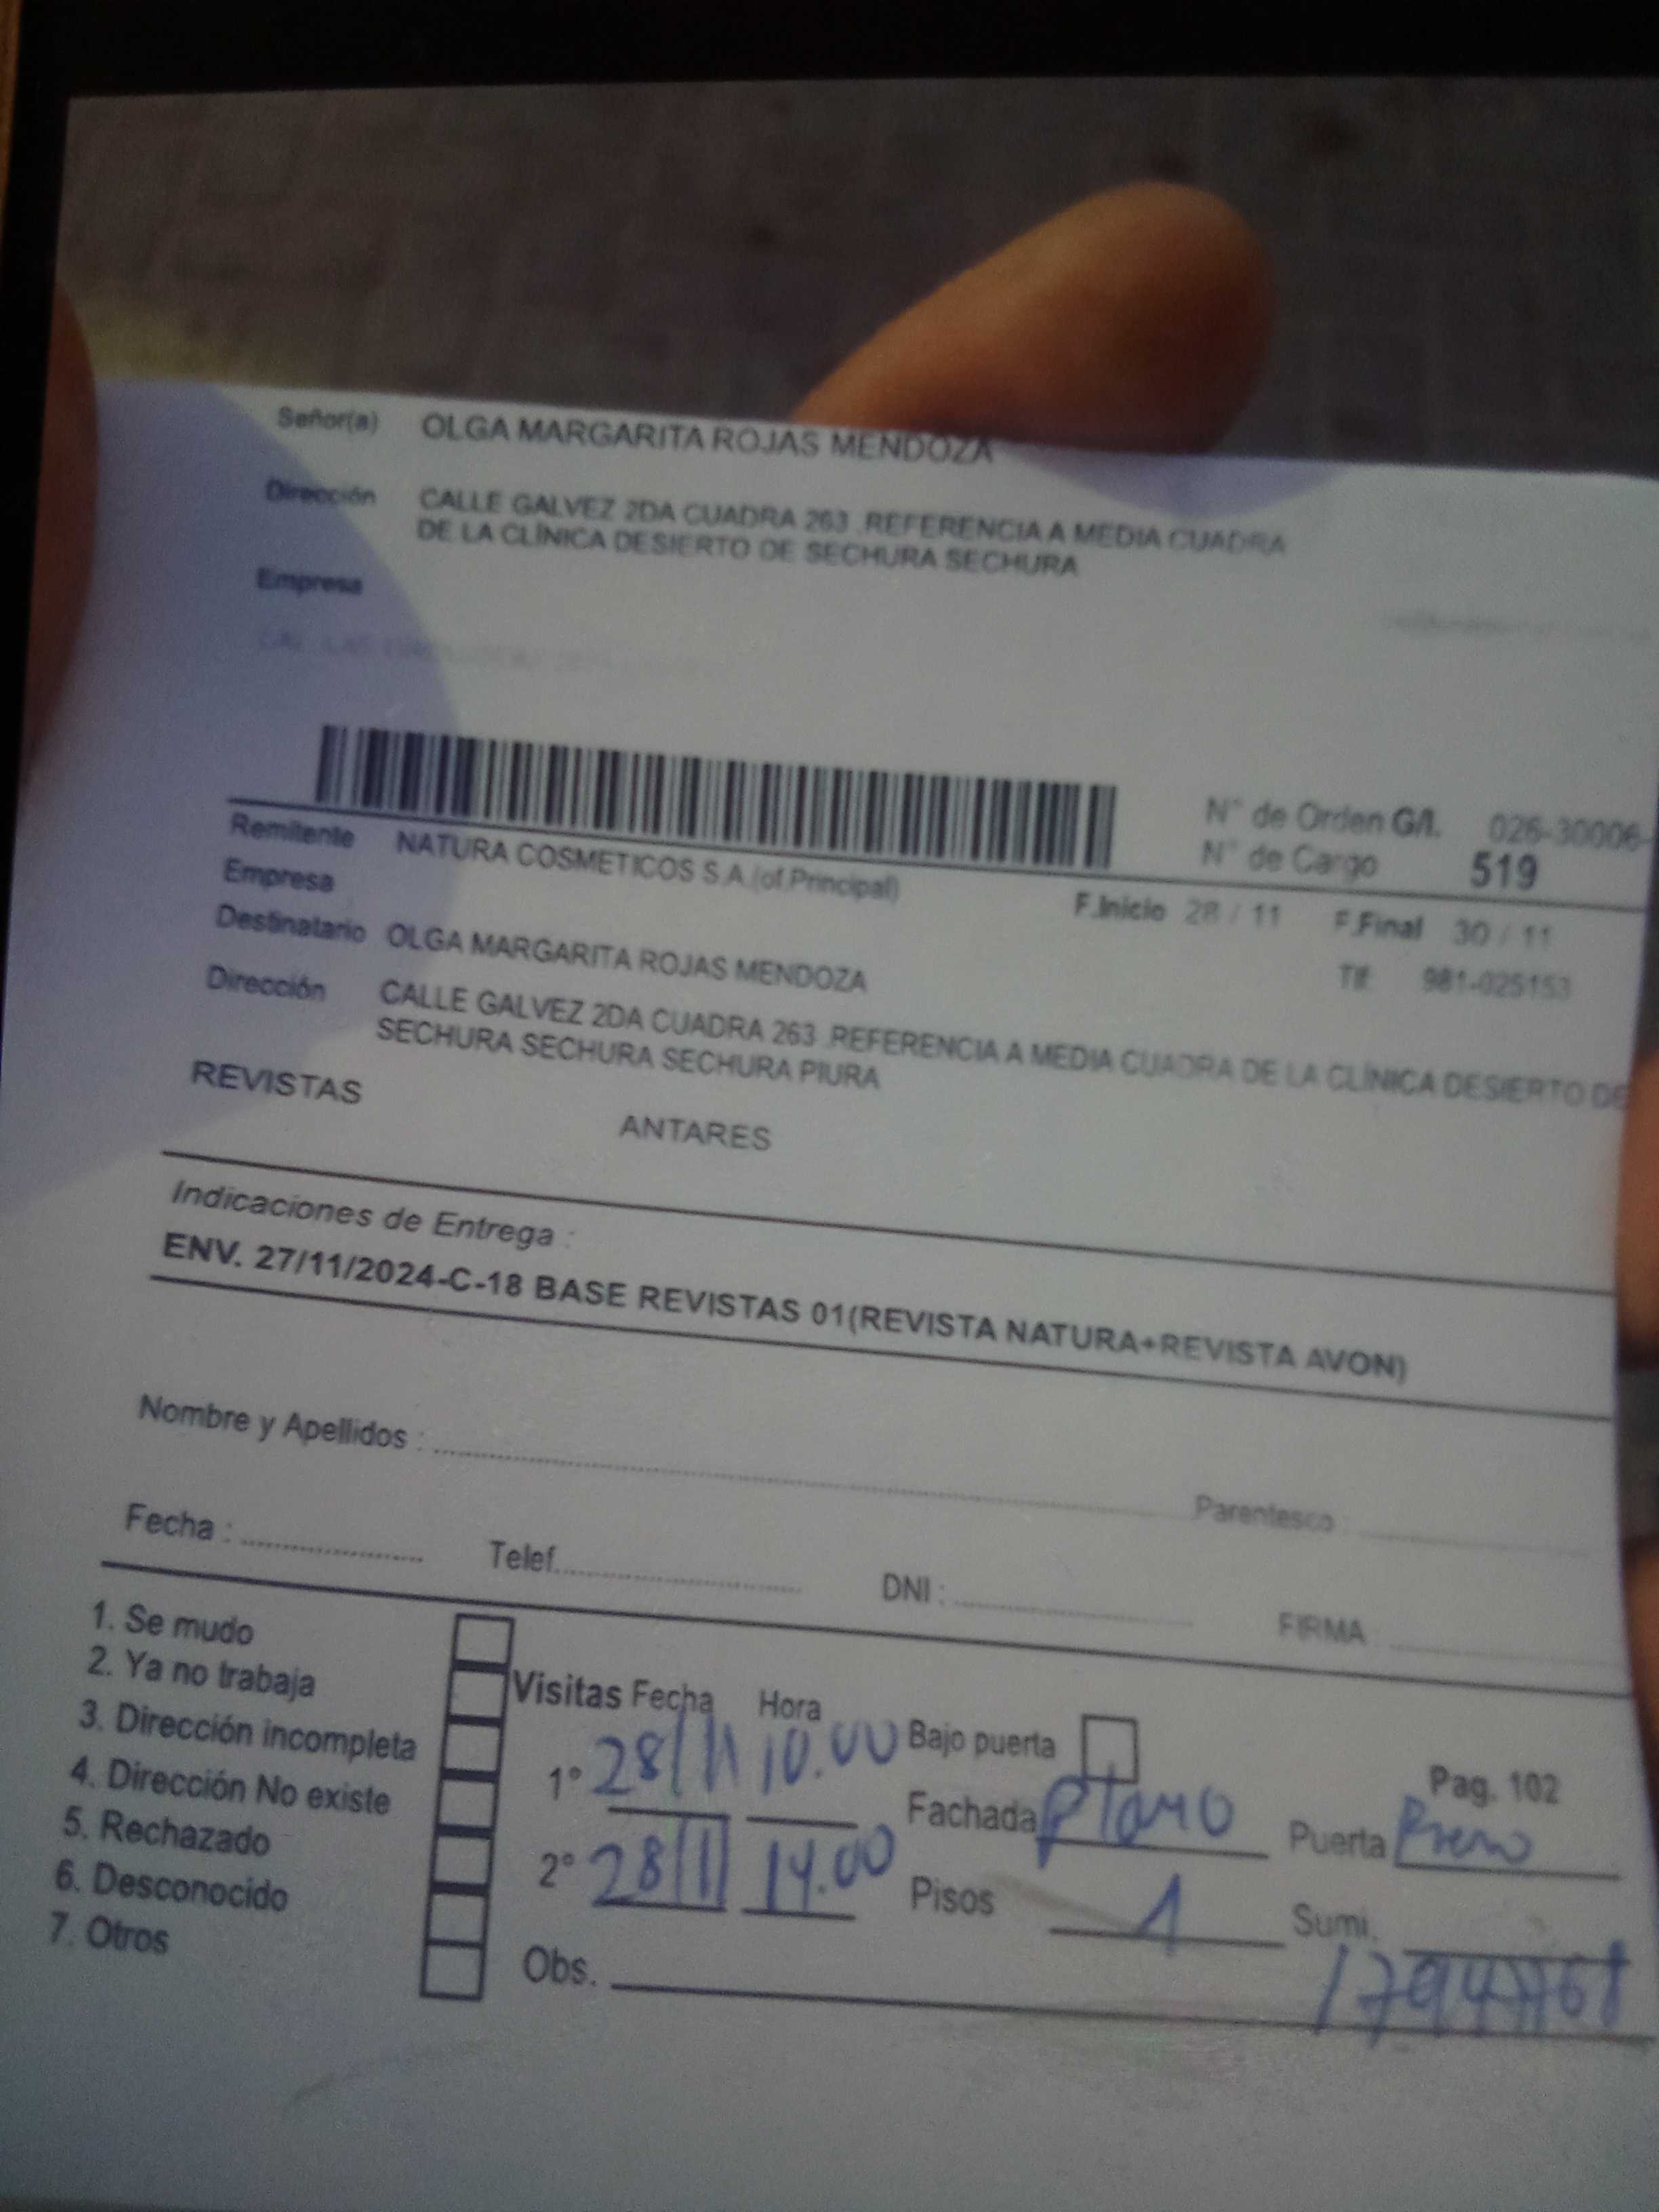 Señor(a) OLGA MARGARITA ROJAS MENDOZA
Dirección CALLE GALVEZ 2DA CUADRA 263 .REFERENCIA A MEDIA CUADRA
DE LA CLÍNICA DESIERTO DE SECHURA SECHURA
Empresa
N° de Orden G/I. 026-30006-
N° de Cargo 519
Remitente NATURA COSMETICOS S.A.(of.Principal)
Empresa F.Inicio 28 / 11 F.Final 30 / 11
Destinatario OLGA MARGARITA ROJAS MENDOZA Tlf. 981-025153
Dirección CALLE GALVEZ 2DA CUADRA 263 .REFERENCIA A MEDIA CUADRA DE LA CLÍNICA DESIERTO DE
SECHURA SECHURA SECHURA PIURA
REVISTAS ANTARES
Indicaciones de Entrega :
ENV. 27/11/2024-C-18 BASE REVISTAS 01(REVISTA NATURA+REVISTA AVON)
Nombre y Apellidos : Parentesco :
Fecha : Telef. DNI : FIRMA :
1. Se mudo
2. Ya no trabaja
3. Dirección incompleta
4. Dirección No existe
5. Rechazado
6. Desconocido
7. Otros
Visitas Fecha Hora Bajo puerta
1° 28/11 10.00 Pag. 102
Fachada Puerta
2° 28/11 14.00 Pisos 1 Sumi.
Obs.